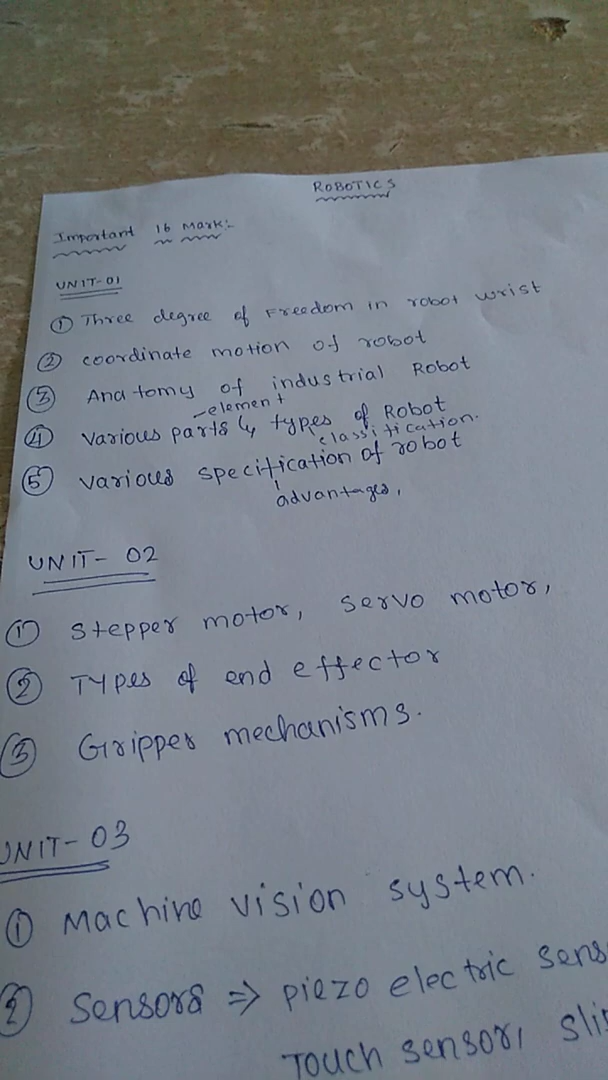 ROBOTICS
Important 16 Mark:-
UNIT-01
① Three degree of Freedom in robot wrist
② coordinate motion of robot
③ Anatomy of industrial Robot
-element
④ various parts & types of Robot
classification.
⑤ various specification of robot
advantages,
UNIT- 02
① stepper motor, servo motor,
② Types of end effector
③ Gripper mechanisms.
UNIT- 03
① Machine vision system.
② Sensors ⇒ piezo electric
Touch sensor,